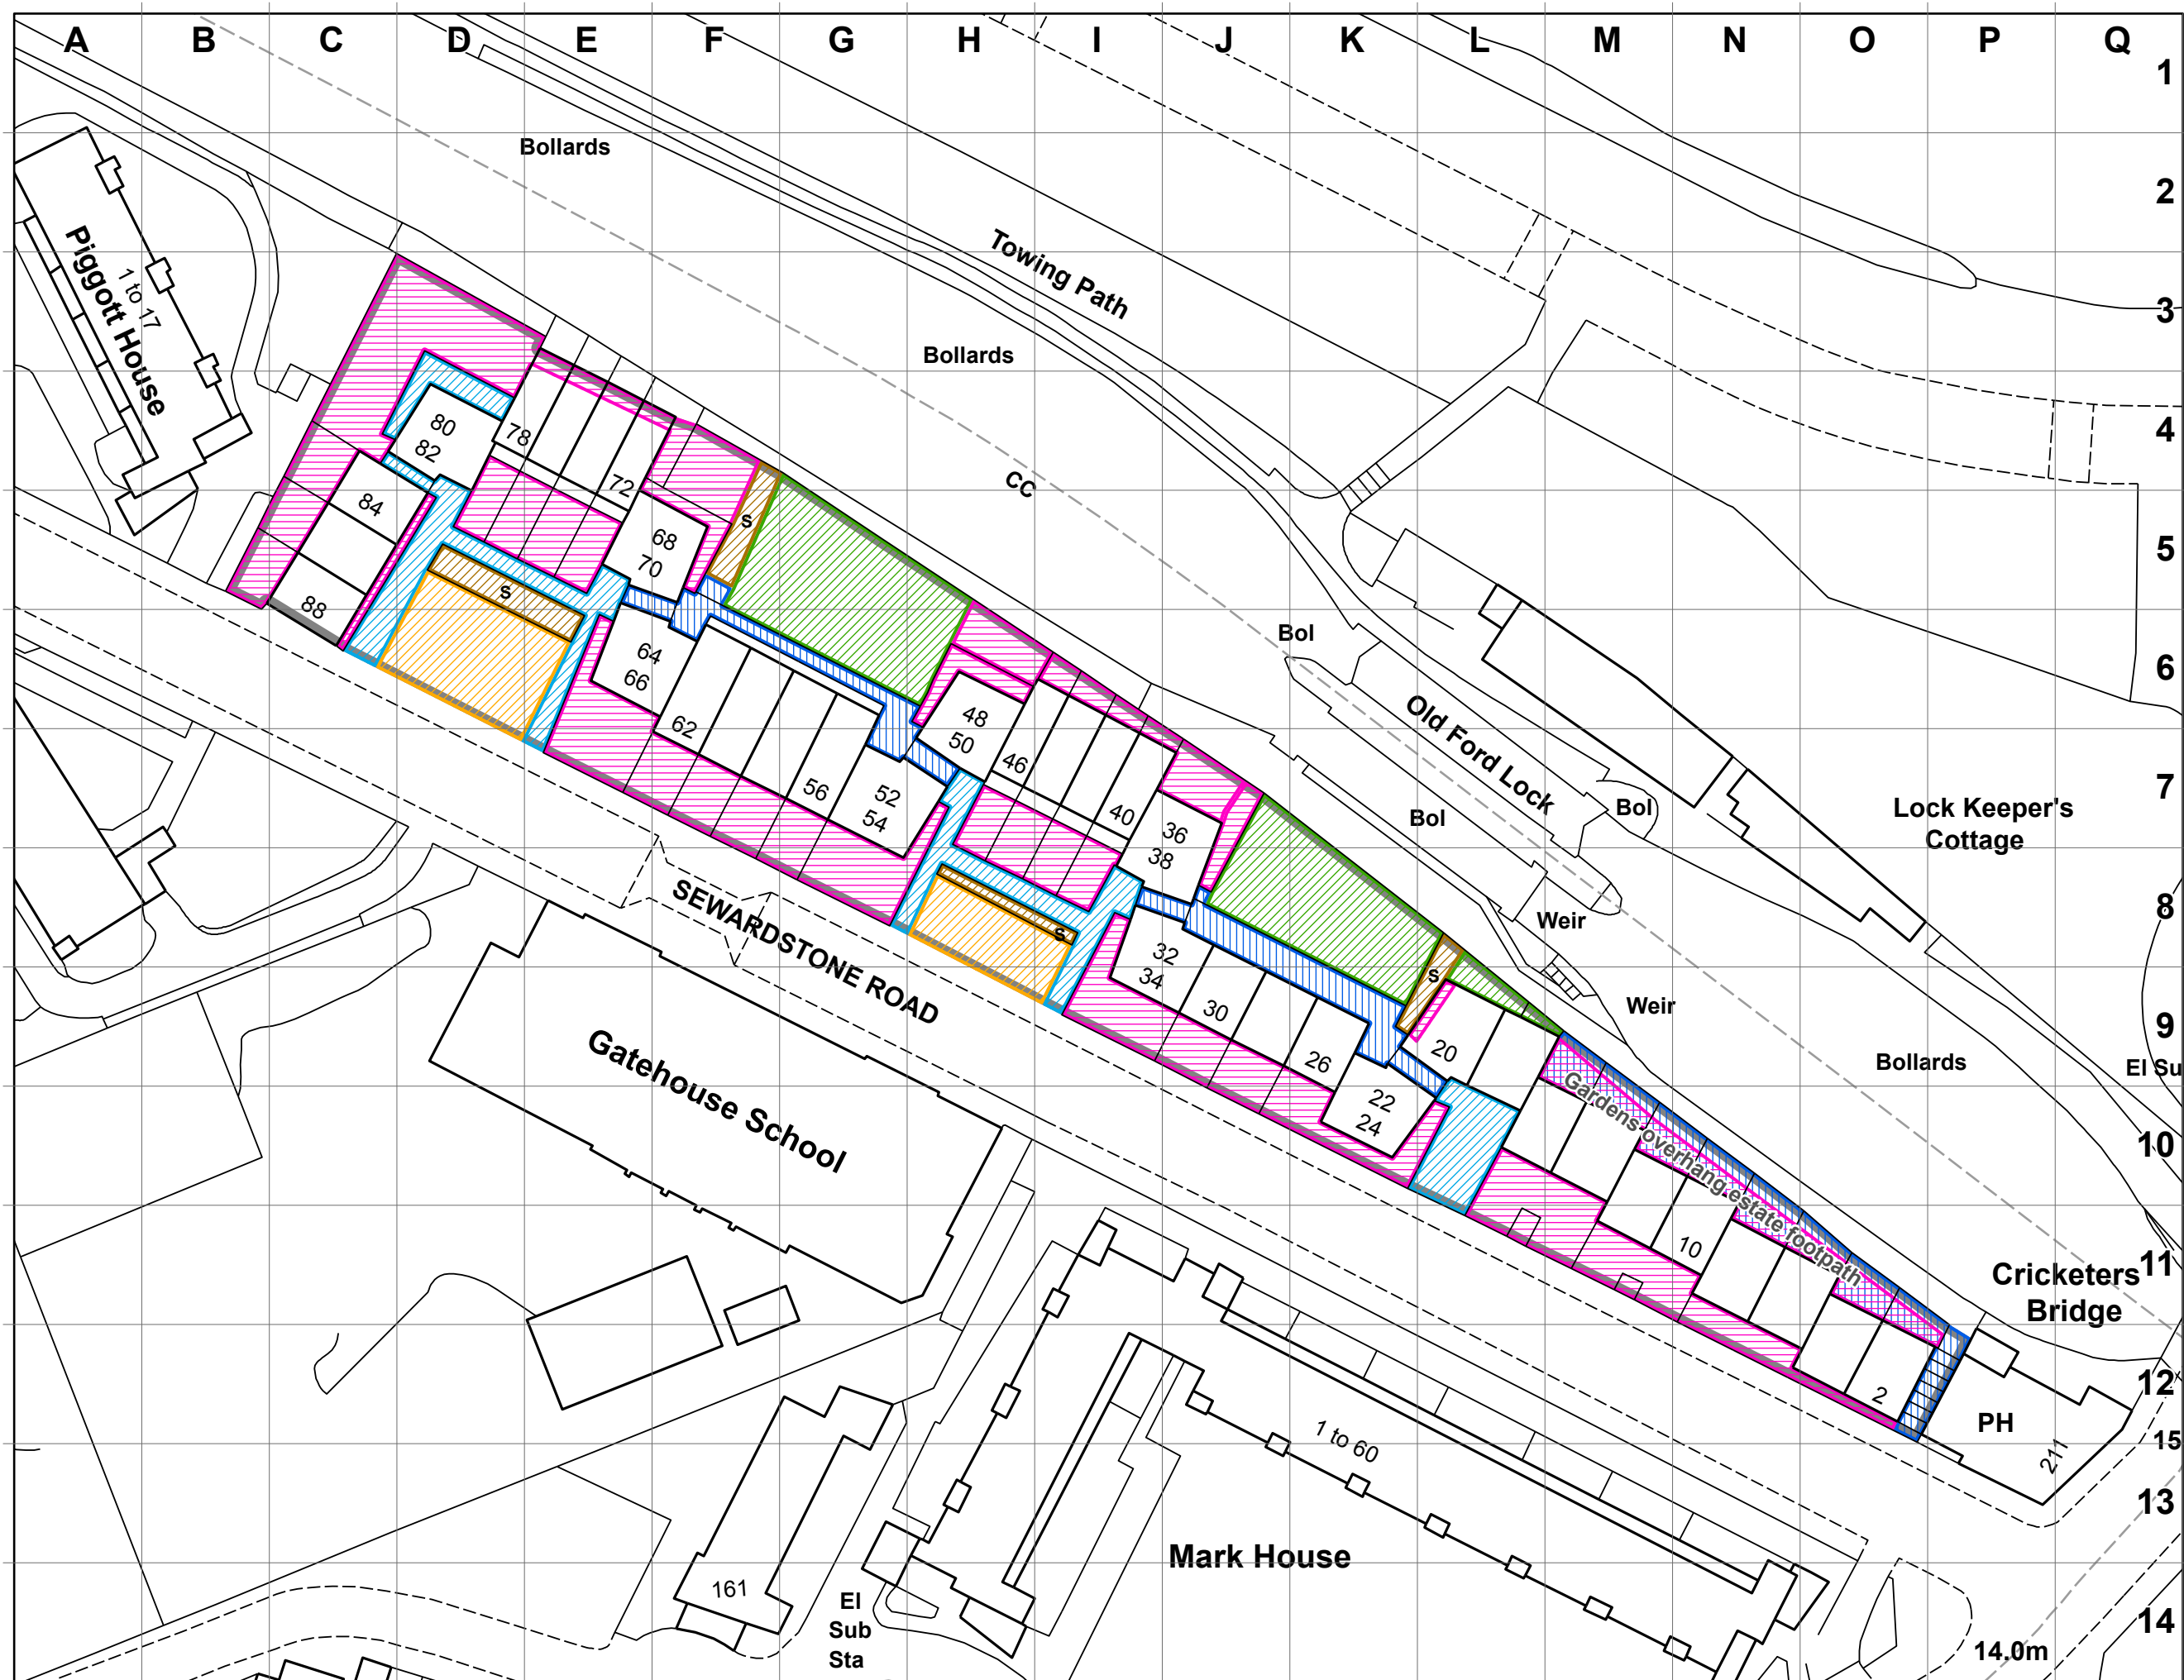 A B C D E F G H I J K L M N O P Q
1
Bollards
2
Piggott House
1 to 17
Towing Path
3
Bollards
80
82
78
72
4
CC
84
88
s
68
70
s
5
Bol
64
66
62
48
50
46
6
Old Ford Lock
56
52
54
40
36
38
Bol
Bol
7
Lock Keeper's
Cottage
SEWARDSTONE ROAD
s
Weir
8
32
34
30
s
Weir
9
26
20
Bollards
El Su
Gatehouse School
22
24
Gardens overhang estate footpath
10
10
11
Cricketers
Bridge
2
12
PH
211
15
1 to 60
13
Mark House
161
El
Sub
Sta
14
14.0m